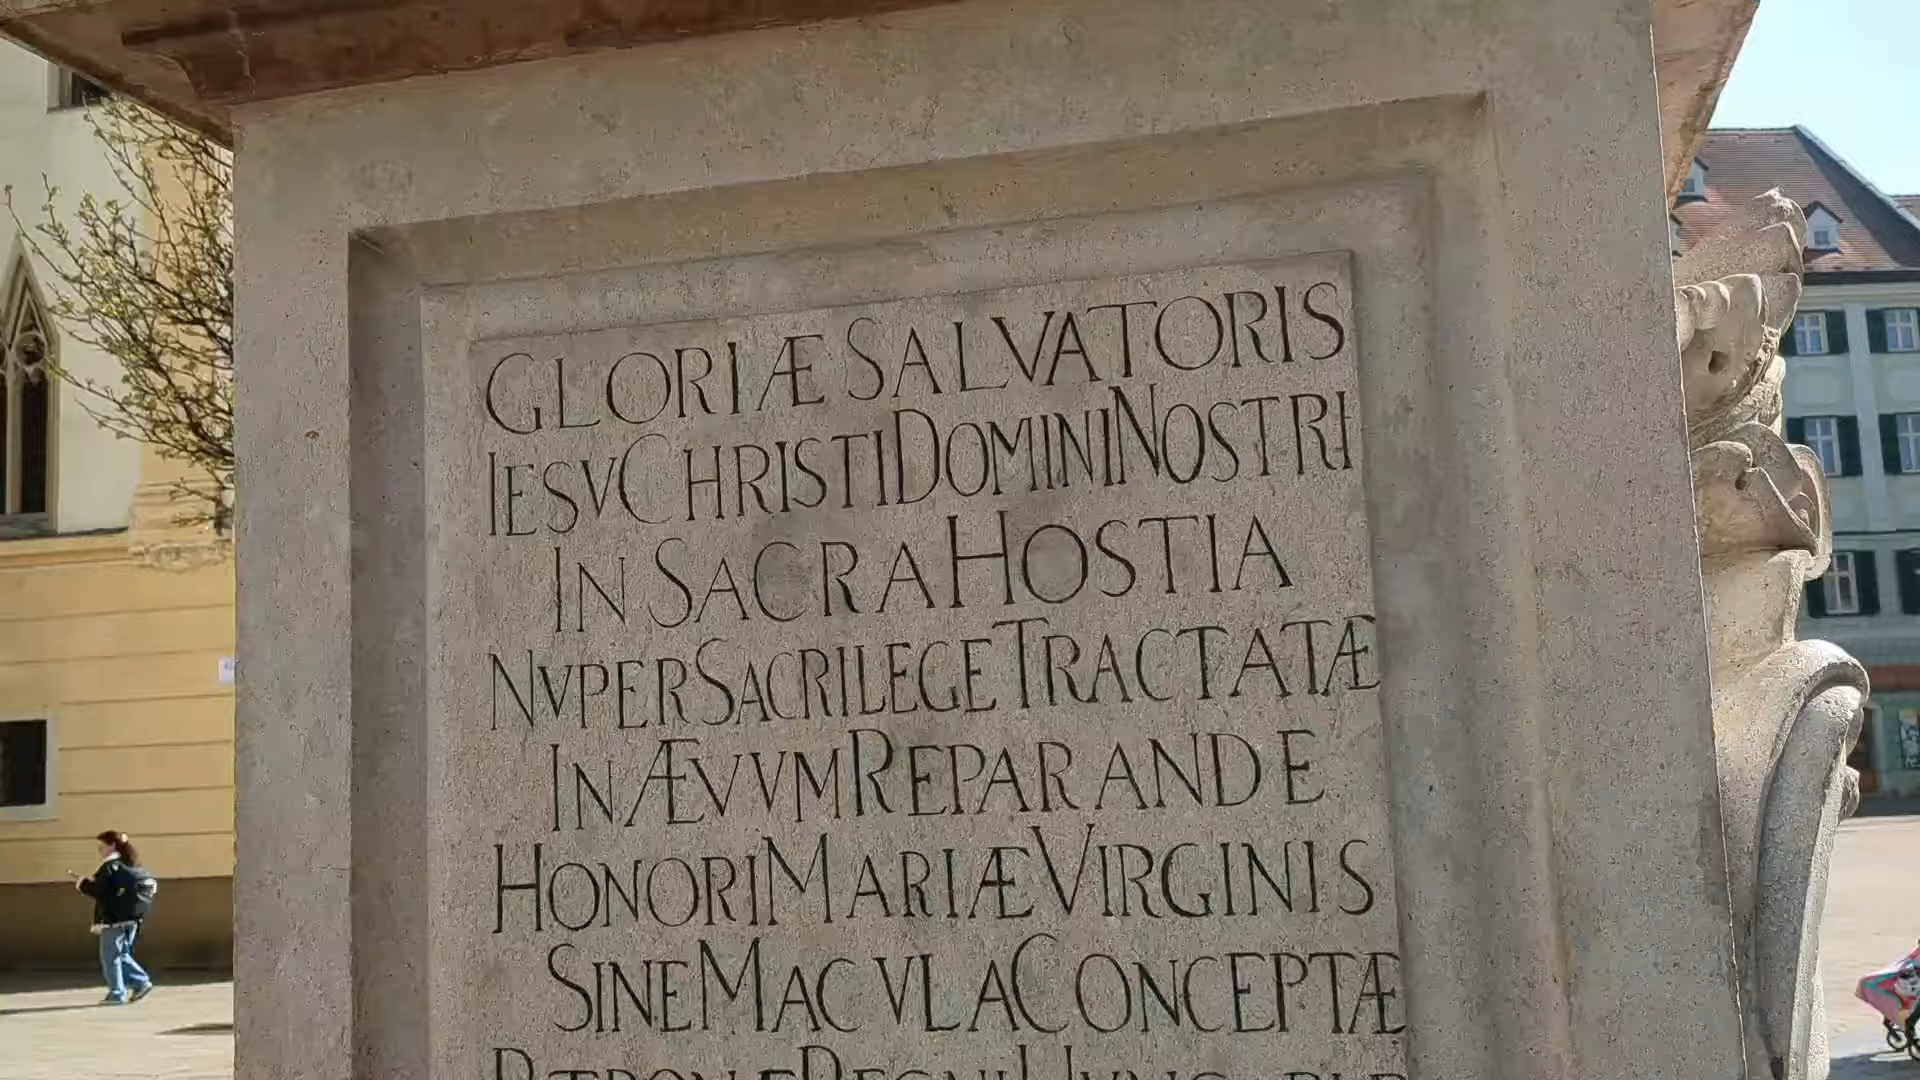 GLORIÆ SALVATORIS
IESV CHRISTI DOMINI NOSTRI
IN SACRA HOSTIA
NVPER SACRILEGE TRACTATÆ
IN ÆVVM REPARANDE
HONORI MARIÆ VIRGINIS
SINE MACVLA CONCEPTÆ